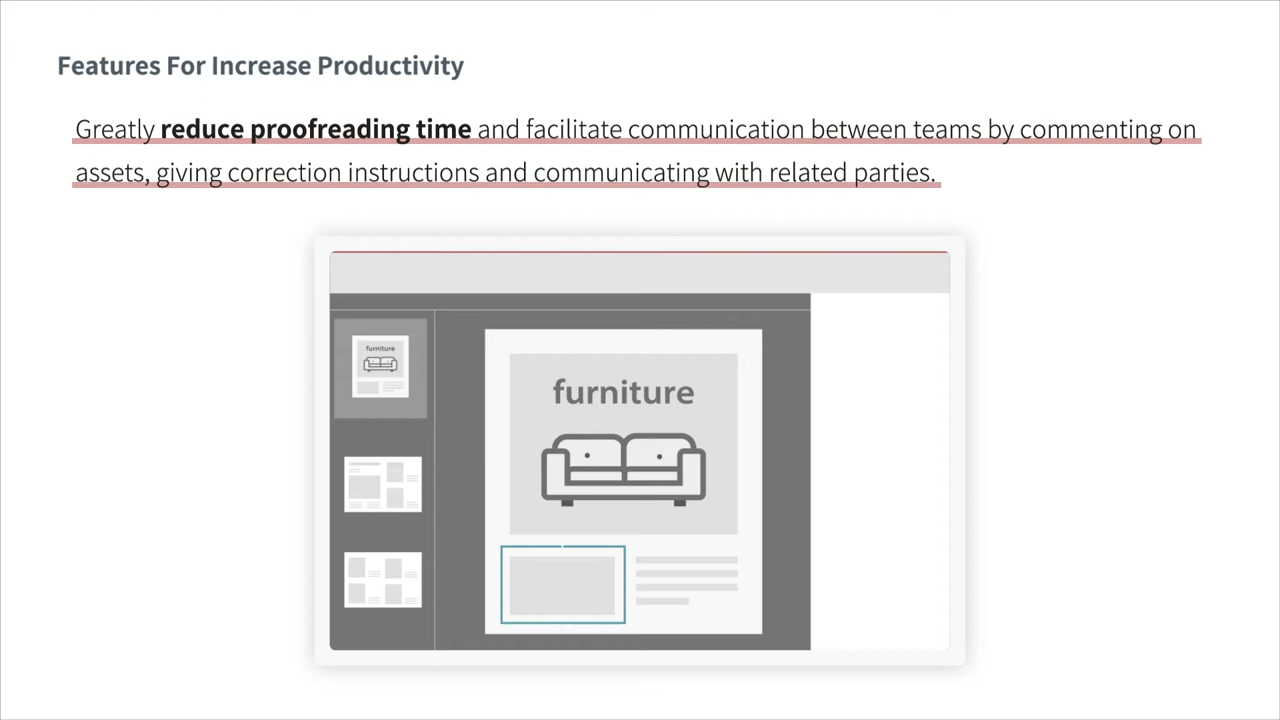 Features For Increase Productivity
Greatly reduce proofreading time and facilitate communication between teams by commenting on
assets, giving correction instructions and communicating with related parties.
furniture
furniture